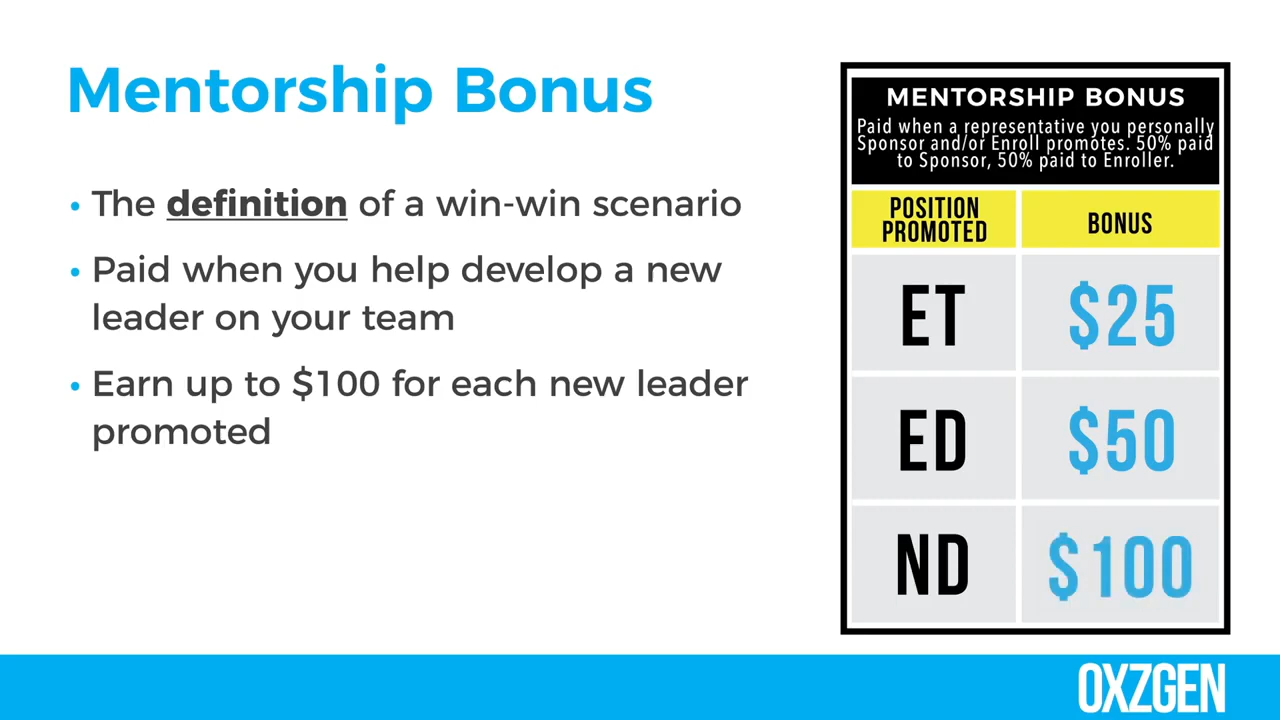 Mentorship Bonus
• The definition of a win-win scenario
• Paid when you help develop a new
leader on your team
• Earn up to $100 for each new leader
promoted
MENTORSHIP BONUS
Paid when a representative you personally
Sponsor and/or Enroll promotes. 50% paid
to Sponsor, 50% paid to Enroller.
POSITION
PROMOTED
BONUS
ET
$25
ED
$50
ND
$100
OXZGEN